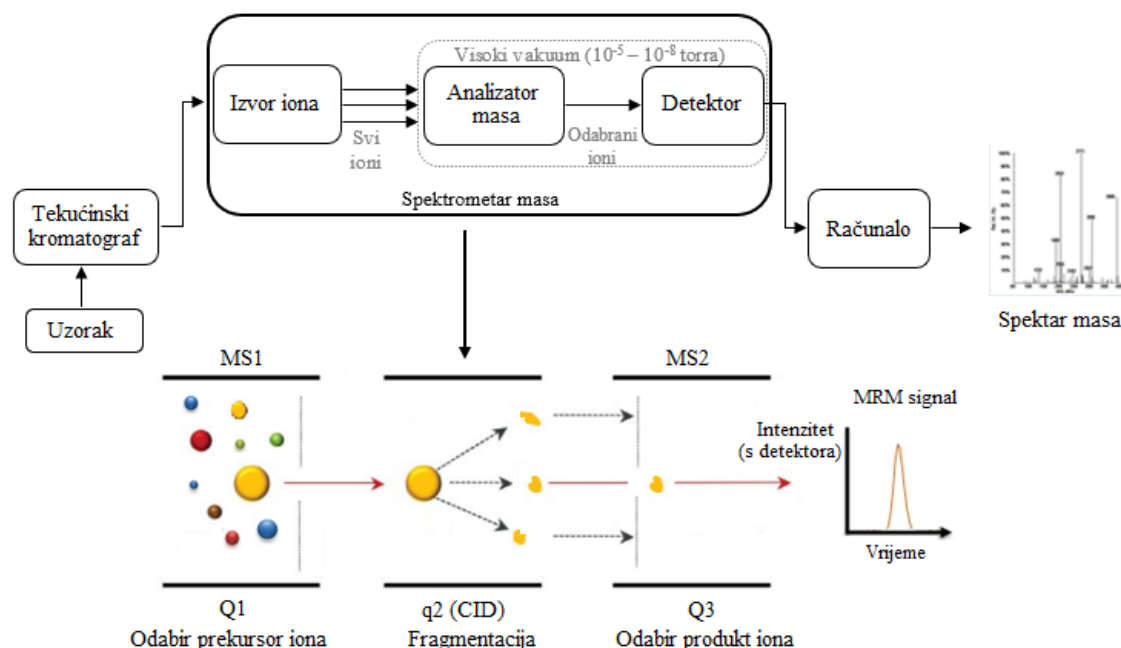 Visoki vakuum (10⁻⁵ – 10⁻⁸ torra)
Izvor iona
Analizator
masa
Detektor
Svi
ioni
Odabrani
ioni
Spektrometar masa
Tekućinski
kromatograf
Računalo
Uzorak
Spektar masa
MS1
MS2
MRM signal
Intenzitet
(s detektora)
Vrijeme
Q1
q2 (CID)
Q3
Odabir prekursor iona
Fragmentacija
Odabir produkt iona